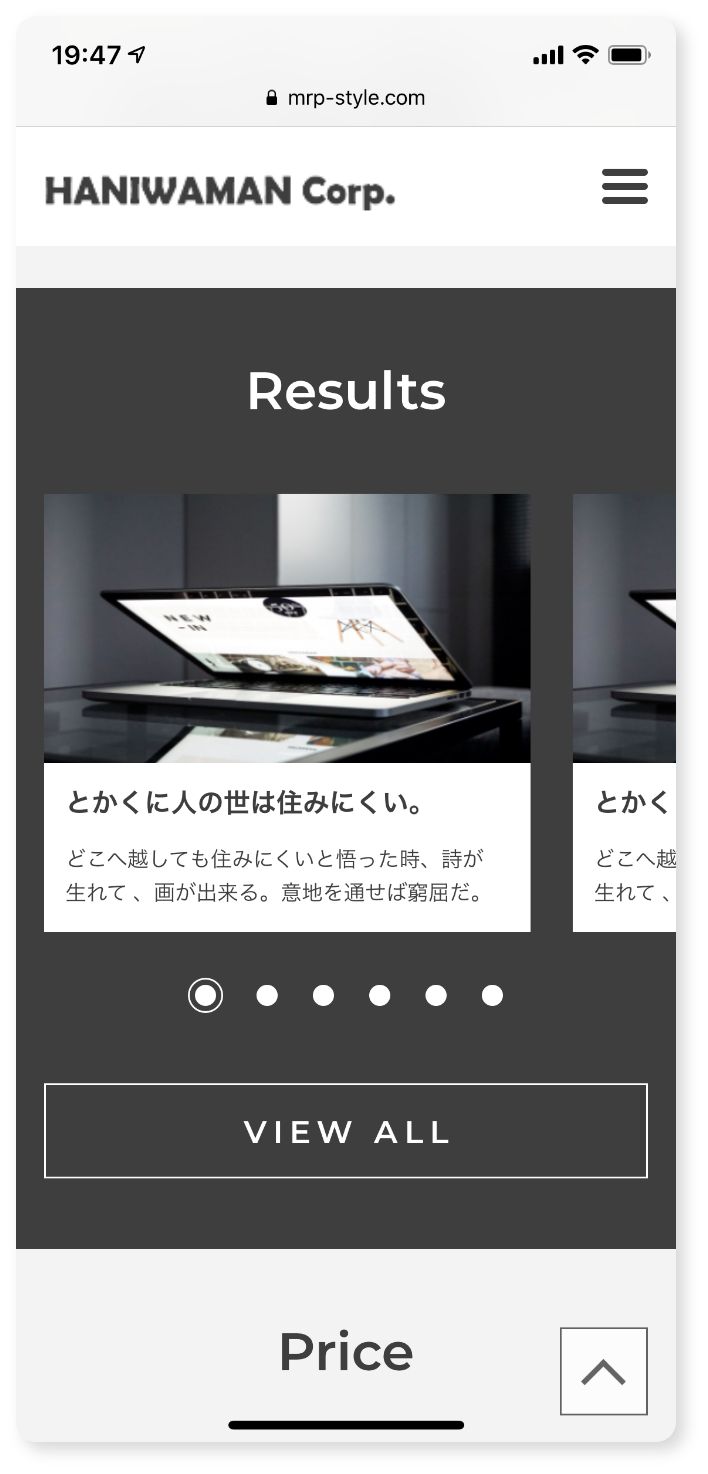 19:47
mrp-style.com
HANIWAMAN Corp.
Results
NEW
-IN
50%
とかくに人の世は住みにくい。
どこへ越しても住みにくいと悟った時、詩が
生れて 、画が出来る。意地を通せば窮屈だ。
とかく
どこへ越
生れて 、
VIEW ALL
Price